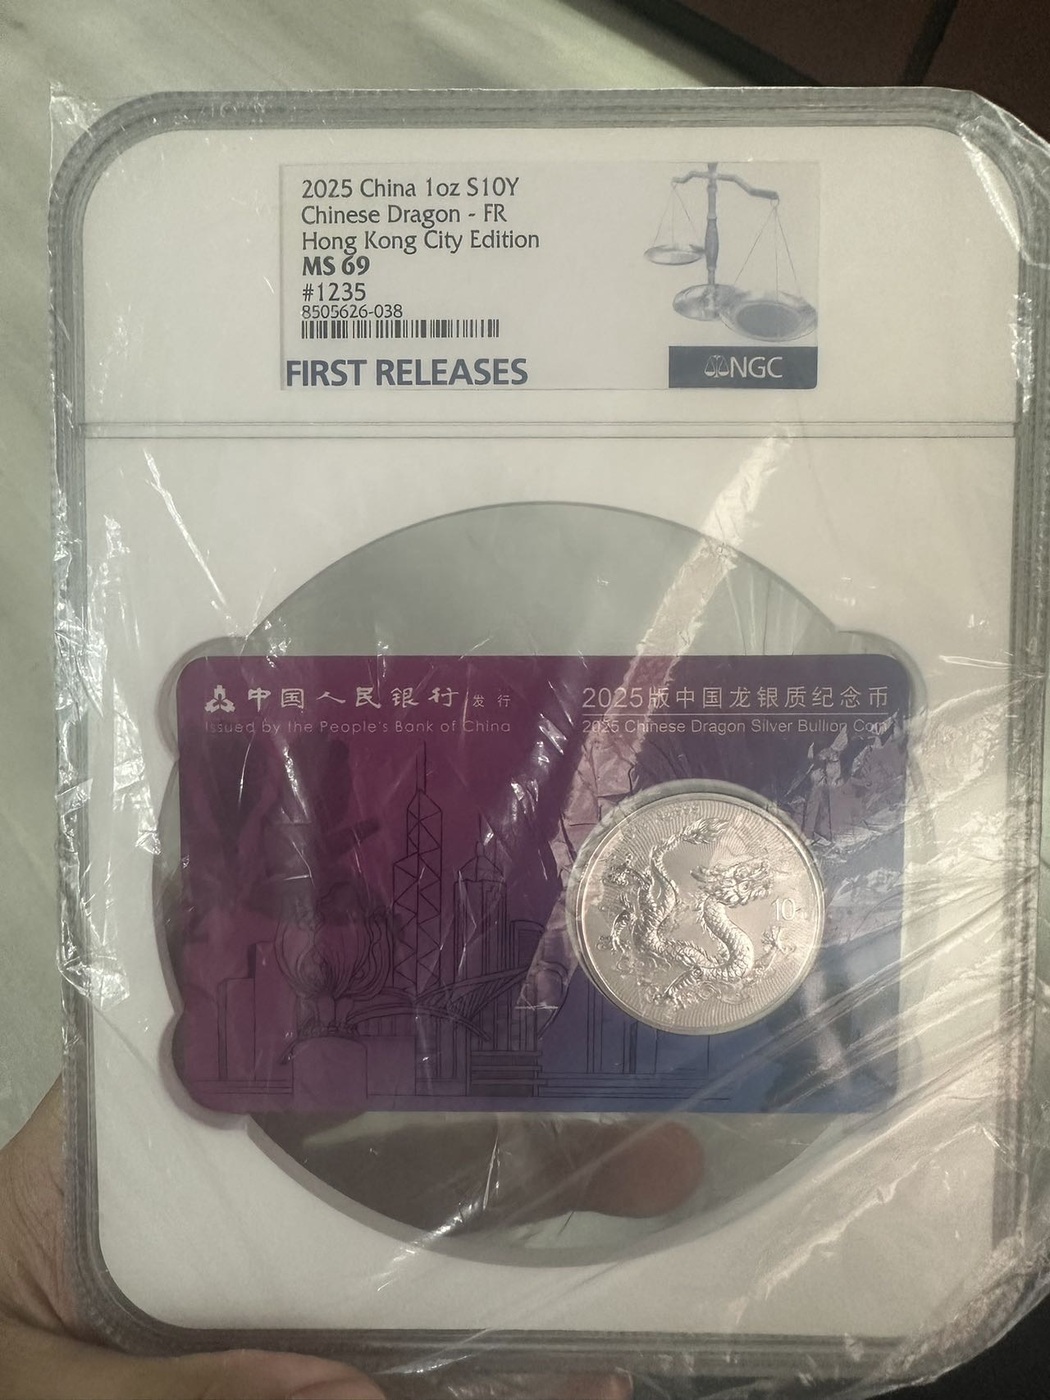 2025 China 1oz S10Y
Chinese Dragon - FR
Hong Kong City Edition
MS 69
#1235
8505626-038
FIRST RELEASES
NGC
中国人民银行发行
Issued by the People's Bank of China
2025版中国龙银质纪念币
2025 Chinese Dragon Silver Bullion Coin
10